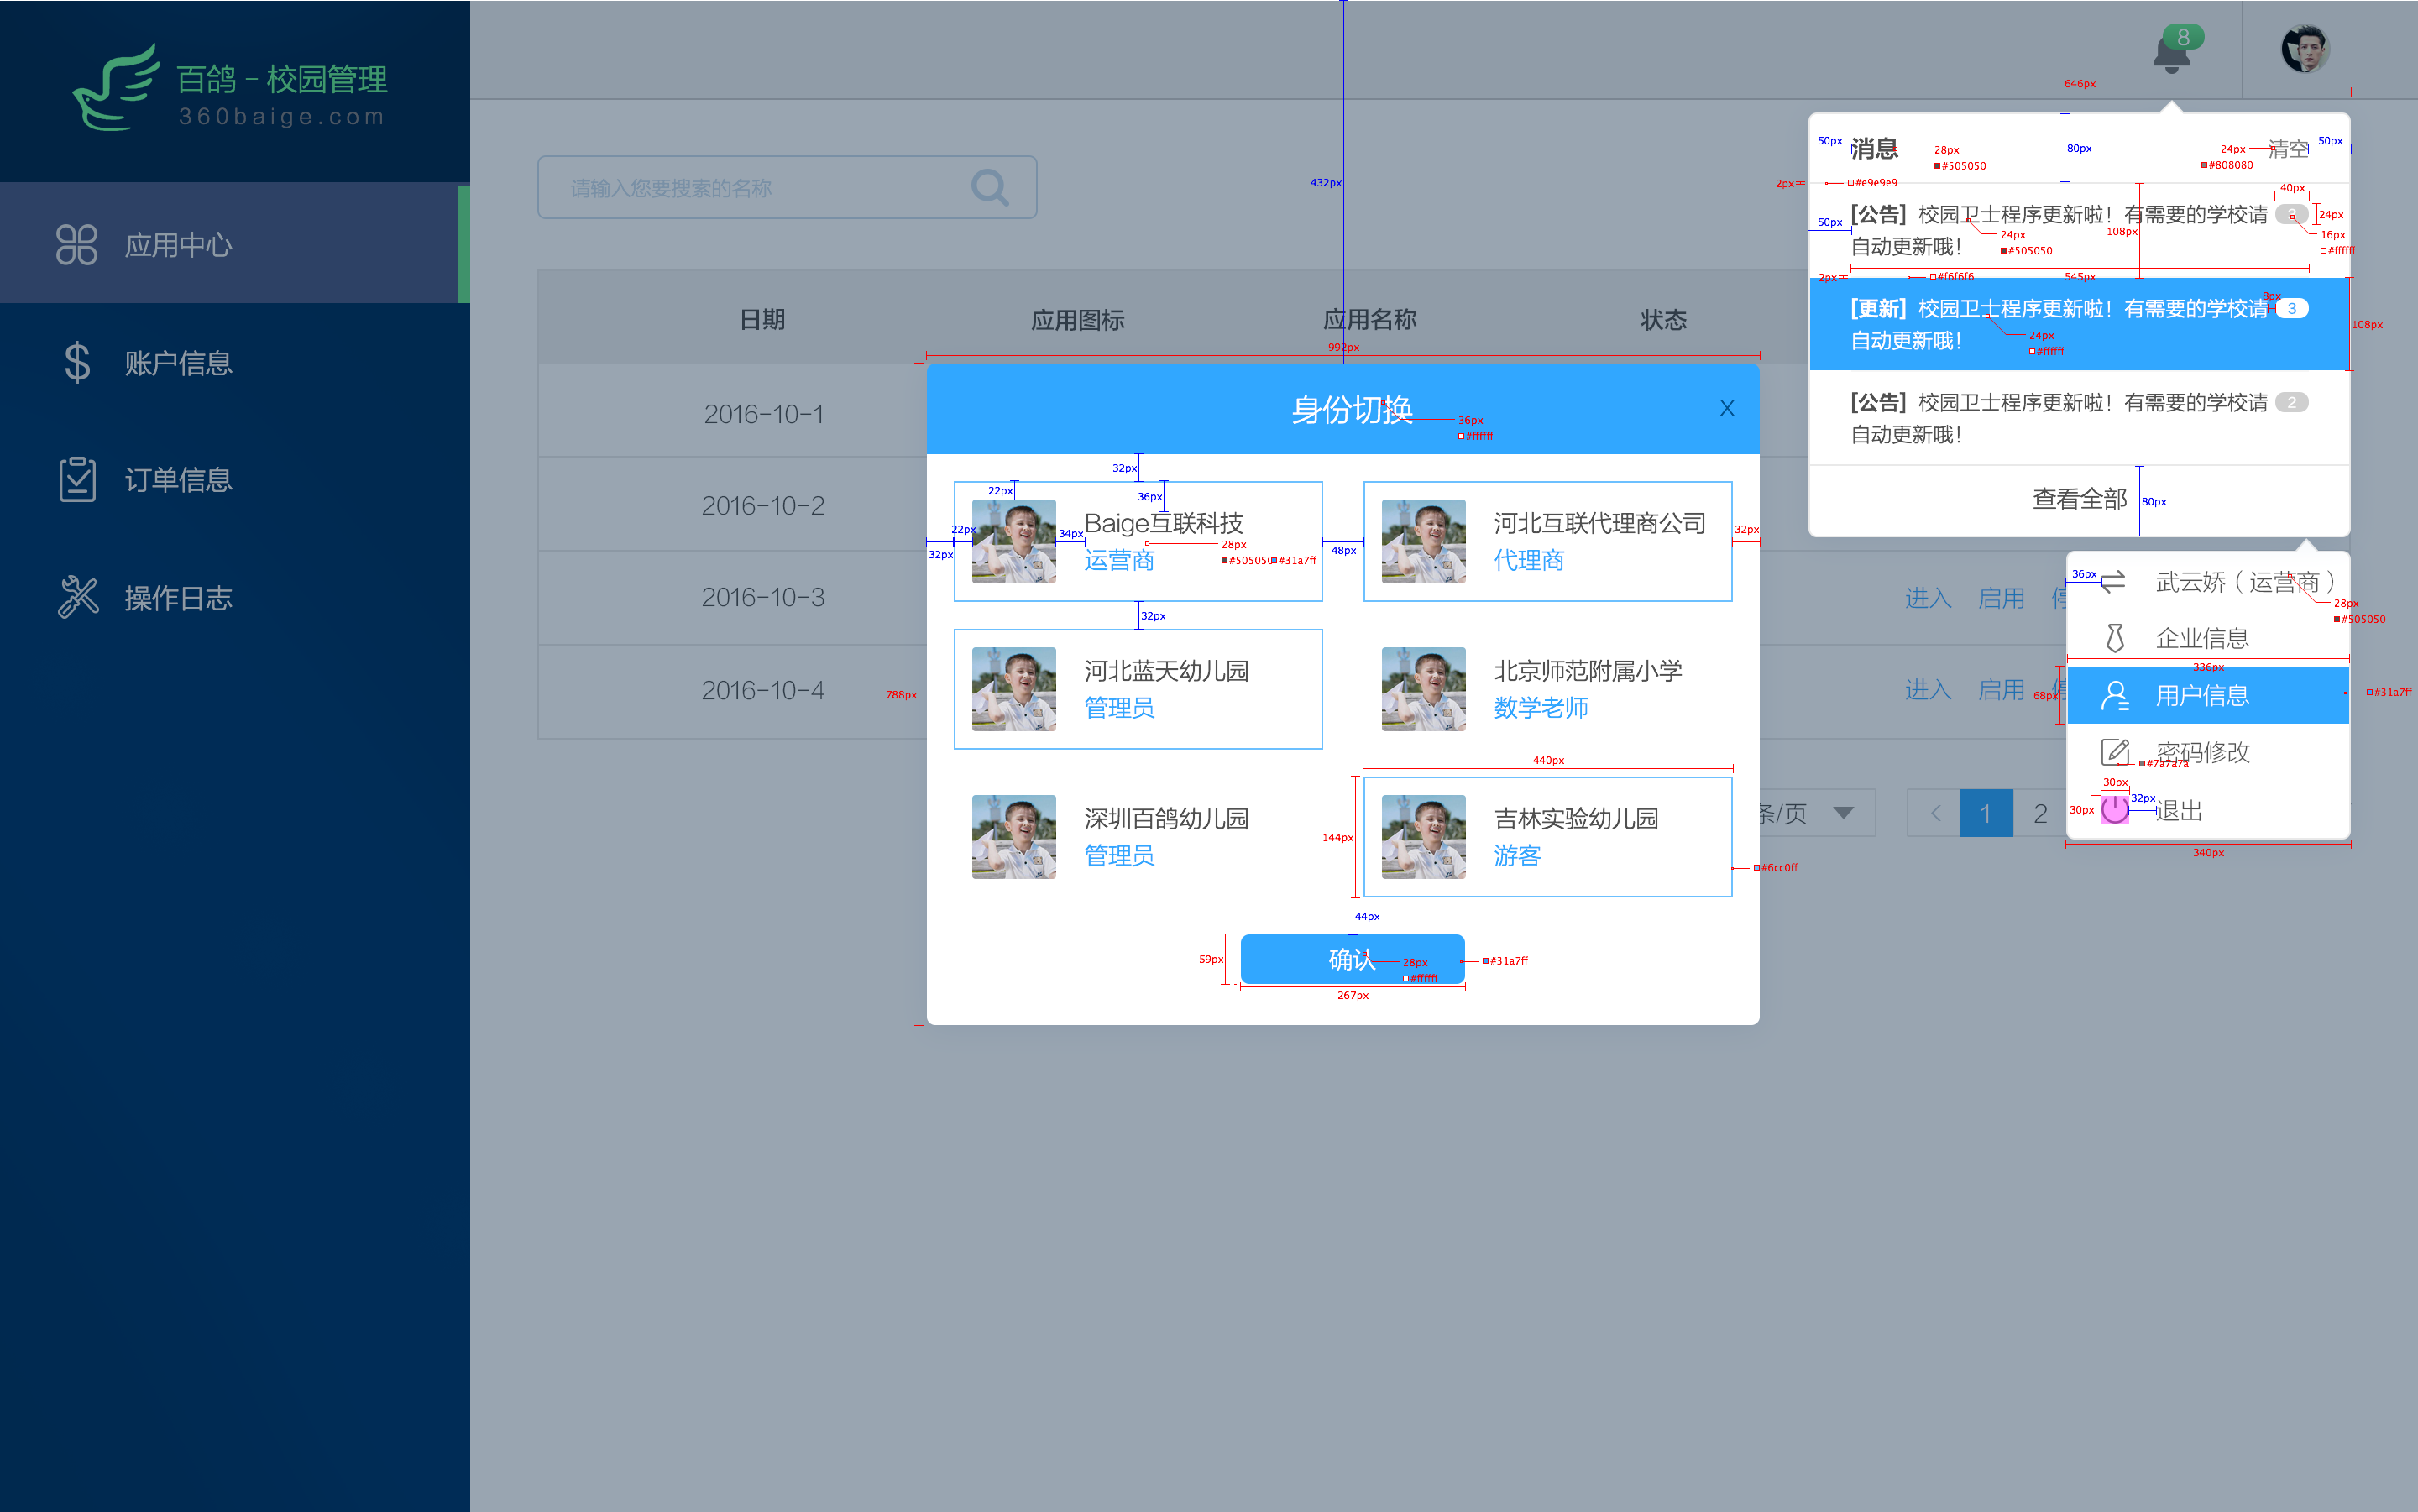 百鸽-校园管理
360baige.com
应用中心
账户信息
订单信息
操作日志
8
请输入您要搜索的名称
日期 应用图标 应用名称 状态
2016-10-1
2016-10-2
2016-10-3
进入 启用
2016-10-4
进入 启用
条/页
1 2
432px
646px
50px
消息
28px
#505050
80px
24px
#808080
清空
50px
2px
#e9e9e9
40px
50px
[公告] 校园卫士程序更新啦！有需要的学校请
自动更新哦！
24px
#505050
108px
24px
16px
#ffffff
2px
#f6f6f6
545px
8px
[更新] 校园卫士程序更新啦！有需要的学校请 3
自动更新哦！
24px
#ffffff
108px
[公告] 校园卫士程序更新啦！有需要的学校请 2
自动更新哦！
查看全部
80px
992px
788px
身份切换
X
36px
#ffffff
32px
22px
36px
22px
32px
34px
Baige互联科技
运营商
28px
#505050
#31a7ff
48px
河北互联代理商公司
代理商
32px
32px
河北蓝天幼儿园
管理员
北京师范附属小学
数学老师
440px
深圳百鸽幼儿园
管理员
144px
吉林实验幼儿园
游客
#6cc0ff
44px
59px
确认
28px
#ffffff
#31a7ff
267px
36px
武云娇（运营商）
28px
#505050
企业信息
336px
68px
用户信息
#31a7ff
密码修改
#7a7a7a
30px
30px
32px
退出
340px